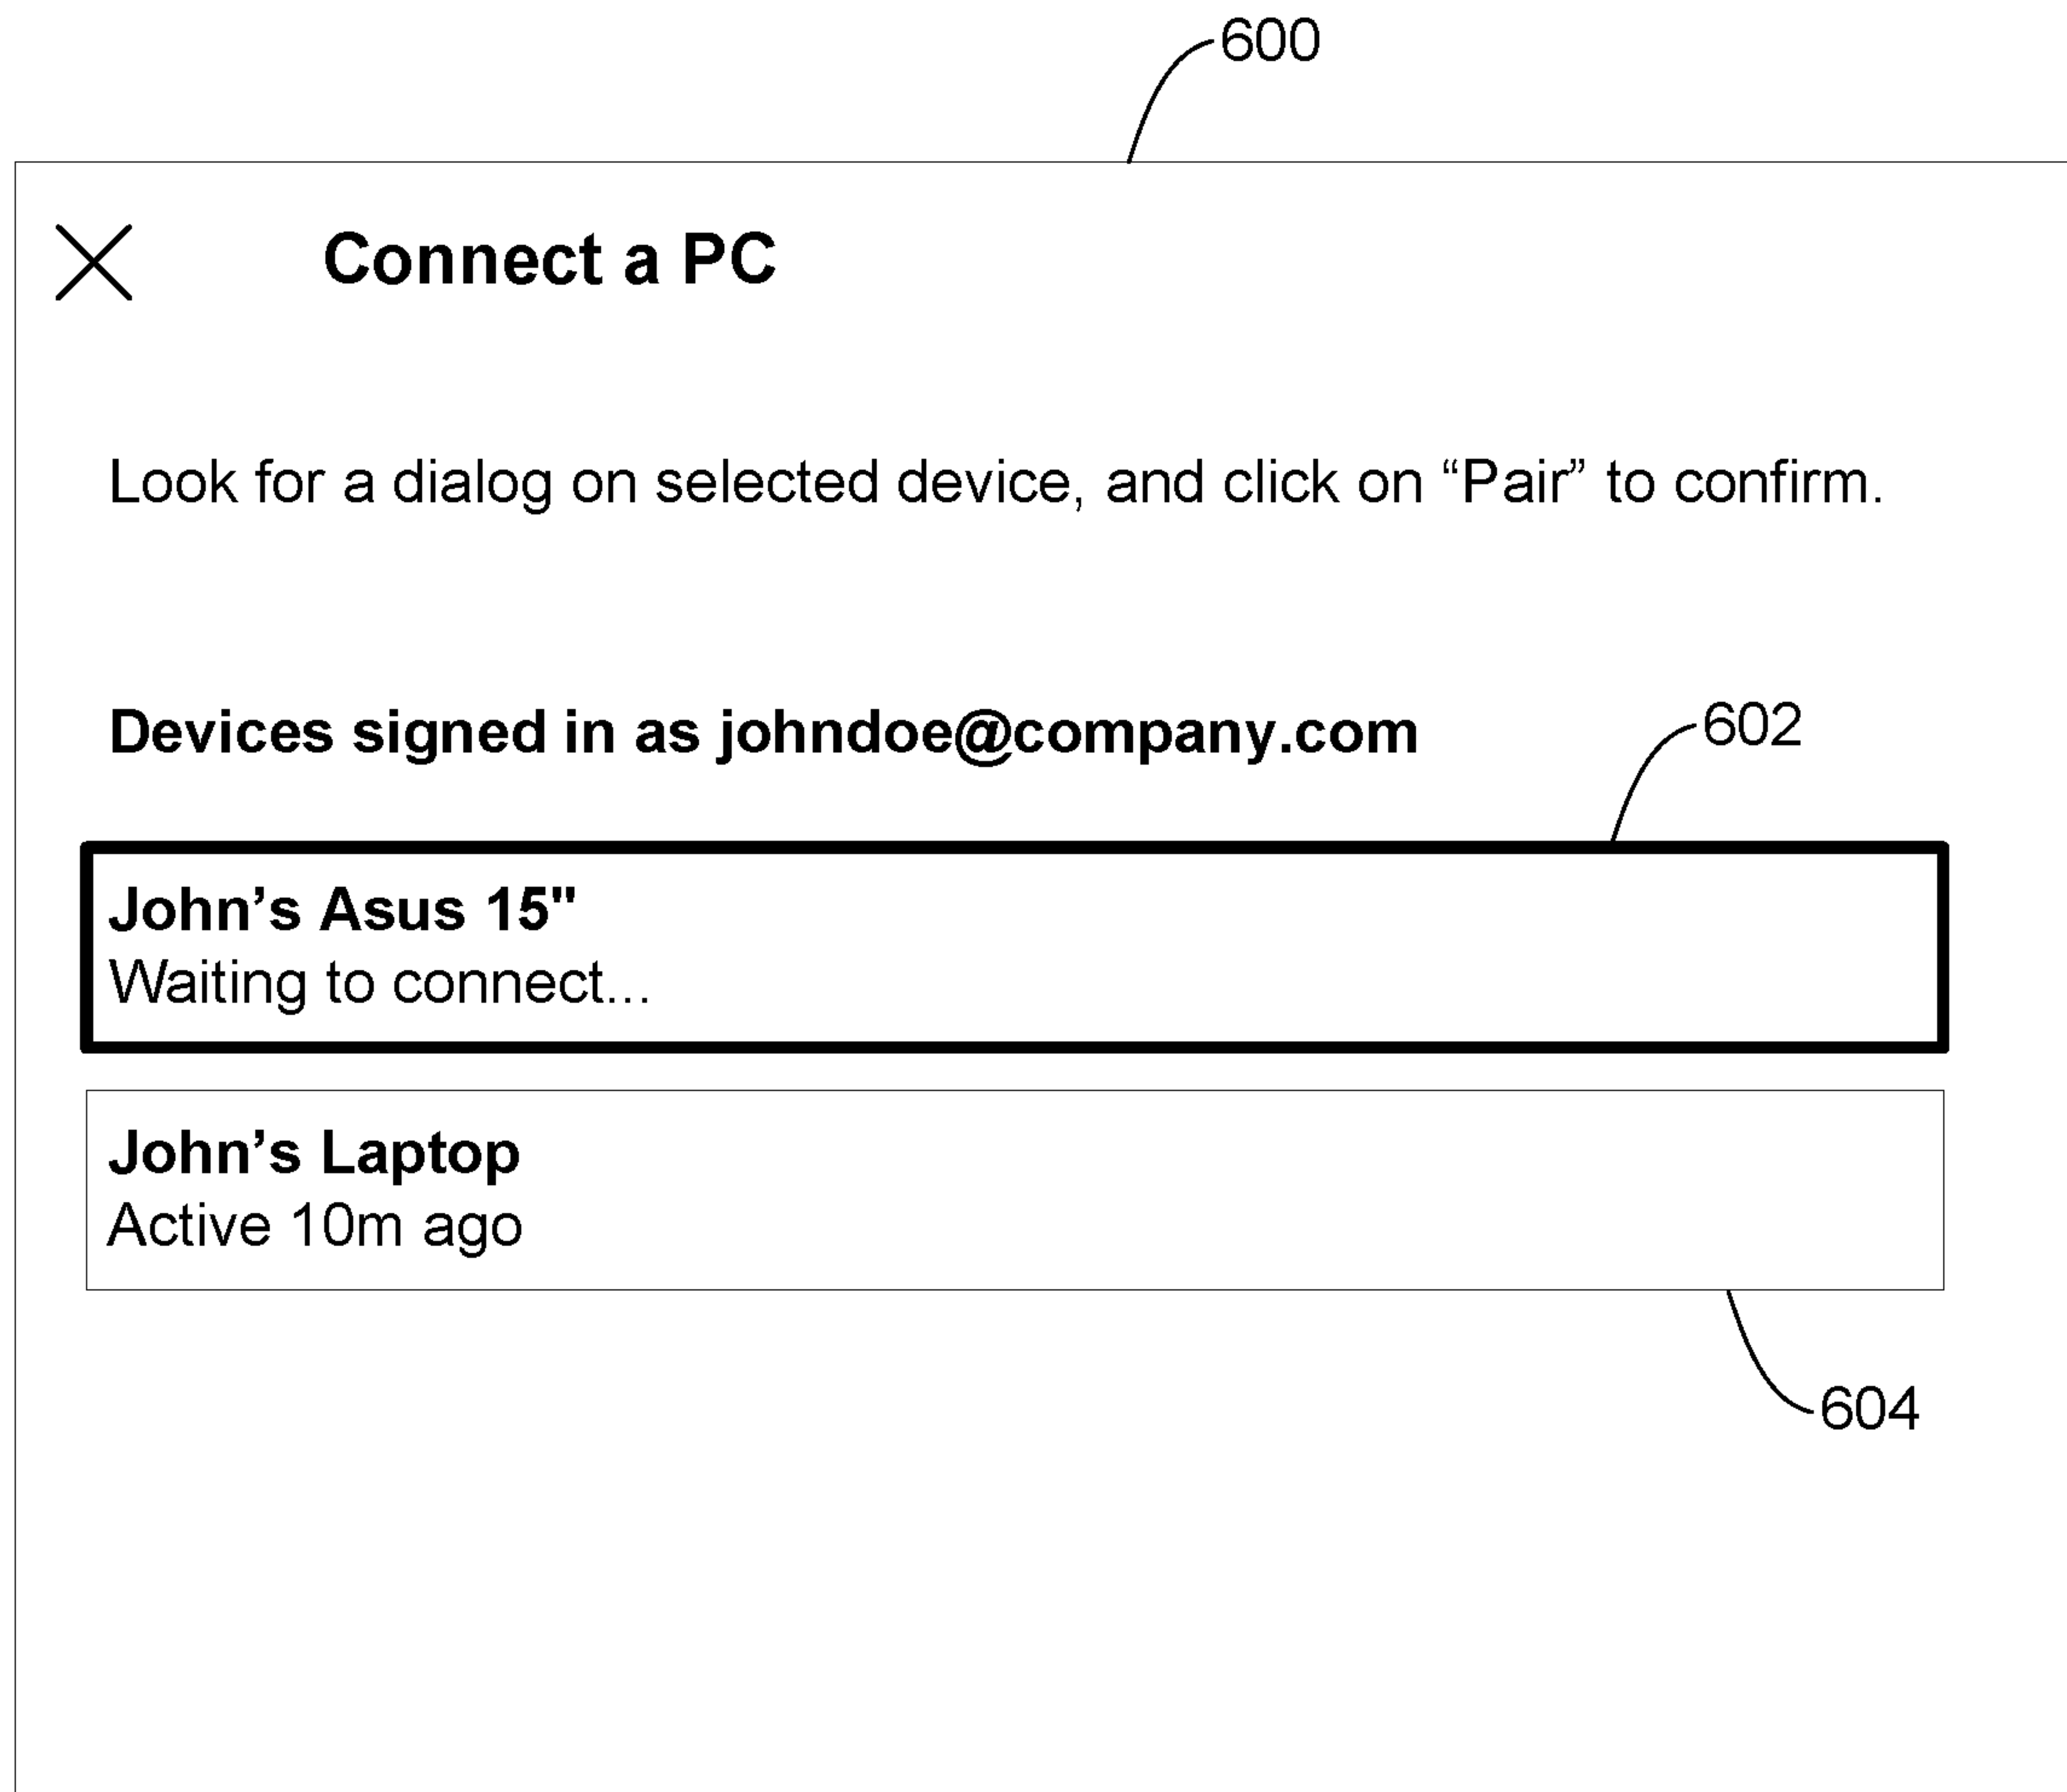 600
Connect a PC
Look for a dialog on selected device, and click on “Pair” to confirm.
Devices signed in as johndoe@company.com
602
John’s Asus 15"
Waiting to connect...
John’s Laptop
Active 10m ago
604